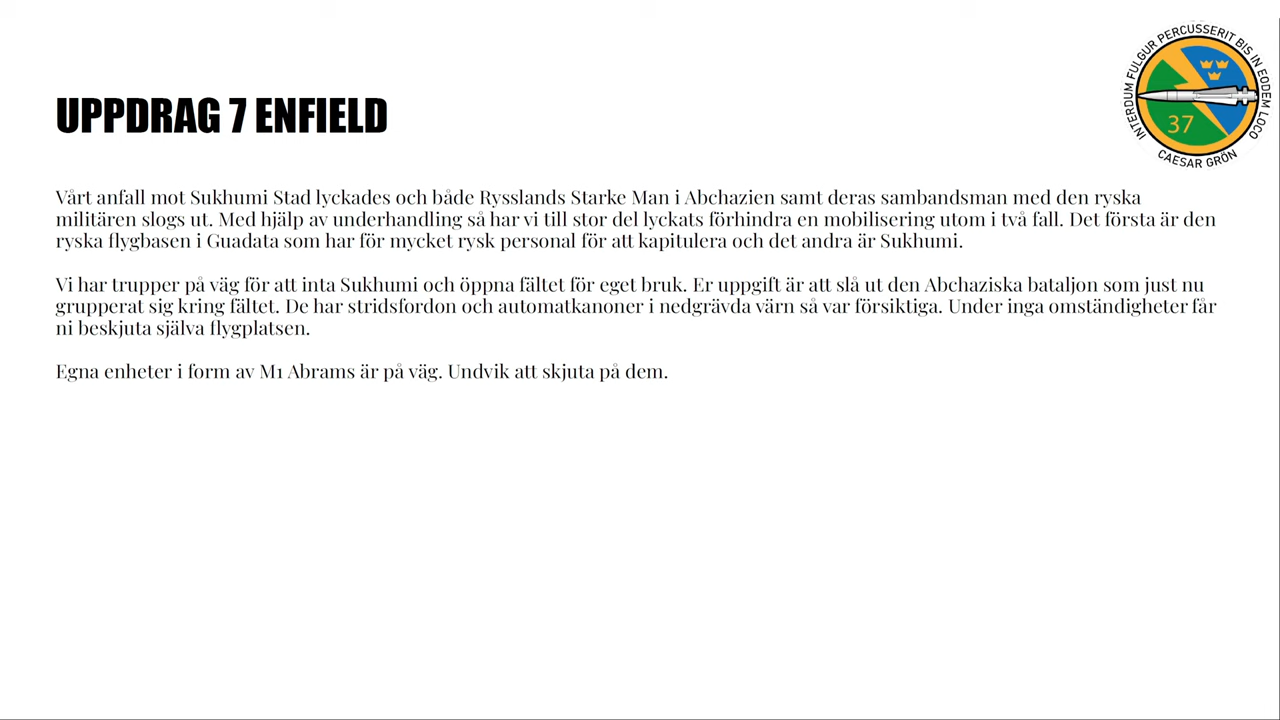 UPPDRAG 7 ENFIELD
INTERDUM FULGUR PERCUSSERIT BIS IN EODEM LOCO
37
CAESAR GRÖN
Vårt anfall mot Sukhumi Stad lyckades och både Rysslands Starke Man i Abchazien samt deras sambandsman med den ryska
militären slogs ut. Med hjälp av underhandling så har vi till stor del lyckats förhindra en mobilisering utom i två fall. Det första är den
ryska flygbasen i Guadata som har för mycket rysk personal för att kapitulera och det andra är Sukhumi.
Vi har trupper på väg för att inta Sukhumi och öppna fältet för eget bruk. Er uppgift är att slå ut den Abchaziska bataljon som just nu
grupperat sig kring fältet. De har stridsfordon och automatkanoner i nedgrävda värn så var försiktiga. Under inga omständigheter får
ni beskjuta själva flygplatsen.
Egna enheter i form av M1 Abrams är på väg. Undvik att skjuta på dem.